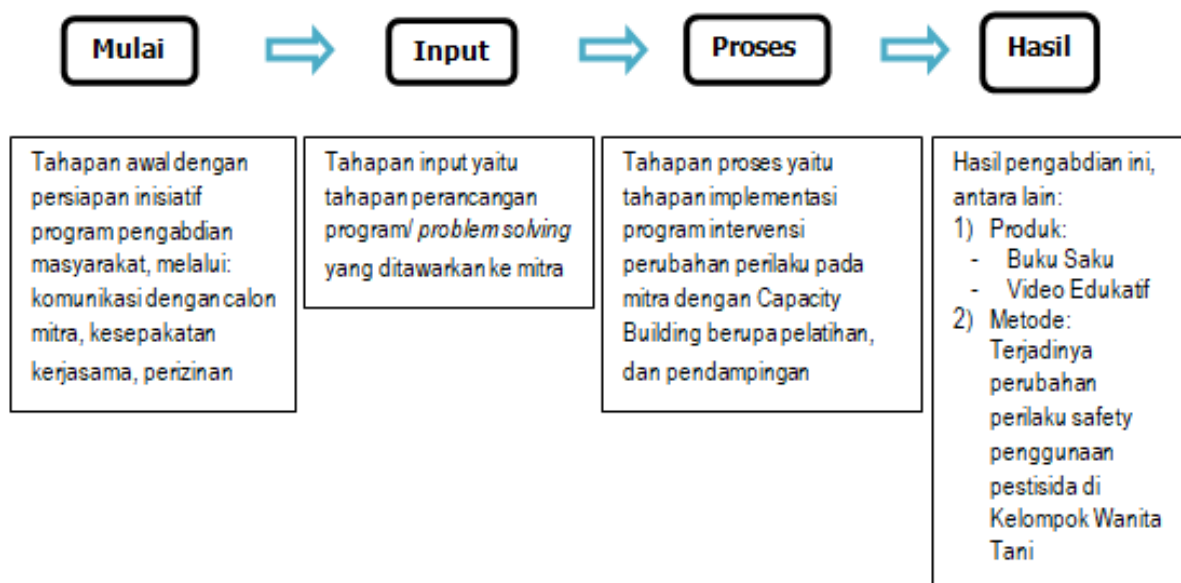 Mulai
Input
Proses
Hasil
Tahapan awal dengan
persiapan inisiatif
program pengabdian
masyarakat, melalui:
komunikasi dengan calon
mitra, kesepakatan
kerjasama, perizinan
Tahapan input yaitu
tahapan perancangan
program/ problem solving
yang ditawarkan ke mitra
Tahapan proses yaitu
tahapan implementasi
program intervensi
perubahan perilaku pada
mitra dengan Capacity
Building berupa pelatihan,
dan pendampingan
Hasil pengabdian ini,
antara lain:
1) Produk:
- Buku Saku
- Video Edukatif
2) Metode:
Terjadinya
perubahan
perilaku safety
penggunaan
pestisida di
Kelompok Wanita
Tani